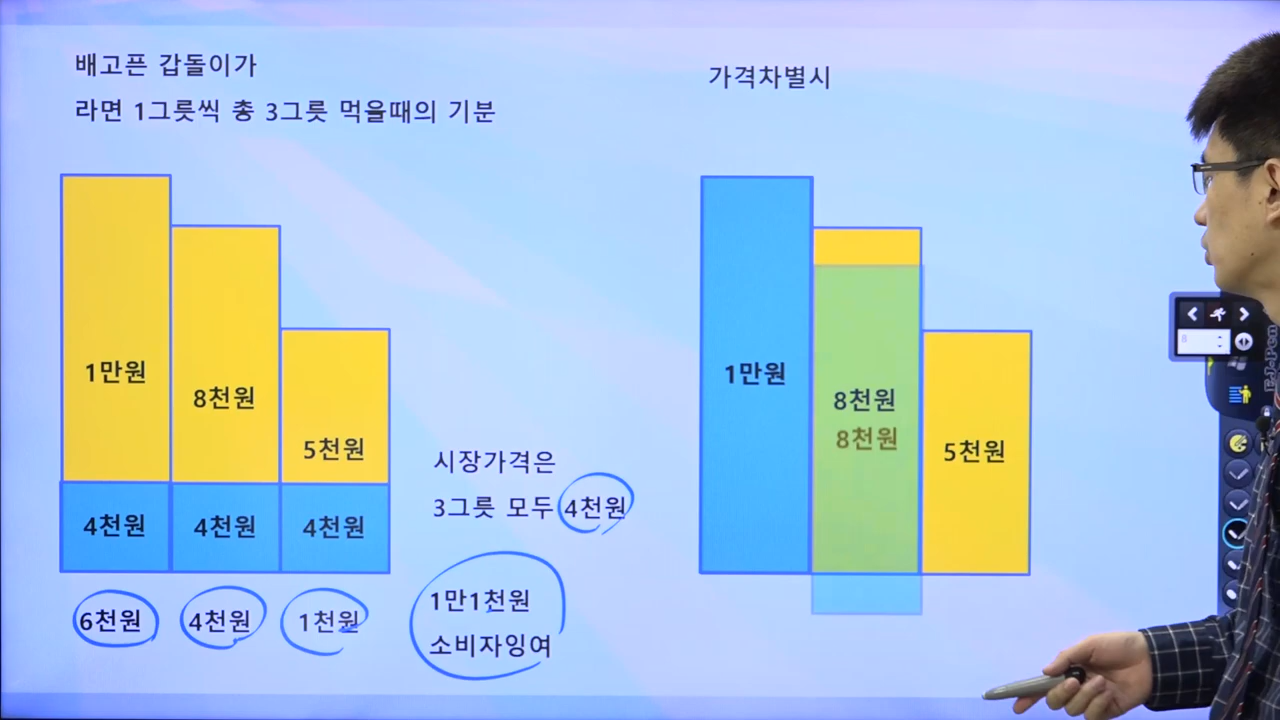 배고픈 갑돌이가
라면 1그릇씩 총 3그릇 먹을때의 기분
가격차별시
1만원
8천원
5천원
4천원
4천원
4천원
6천원
4천원
1천원
시장가격은
3그릇 모두 4천원
1만1천원
소비자잉여
1만원
8천원
8천원
5천원
8
EJ-Pen